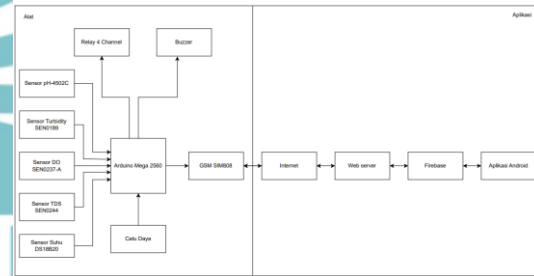 Alat
Aplikasi
Relay 4 Channel
Buzzer
Sensor pH-4502C
Sensor Turbidity
SEN0189
Sensor DO
SEN0237-A
Sensor TDS
SEN0244
Sensor Suhu
DS18B20
Arduino Mega 2560
GSM SIM808
Internet
Web server
Firebase
Aplikasi Android
Catu Daya